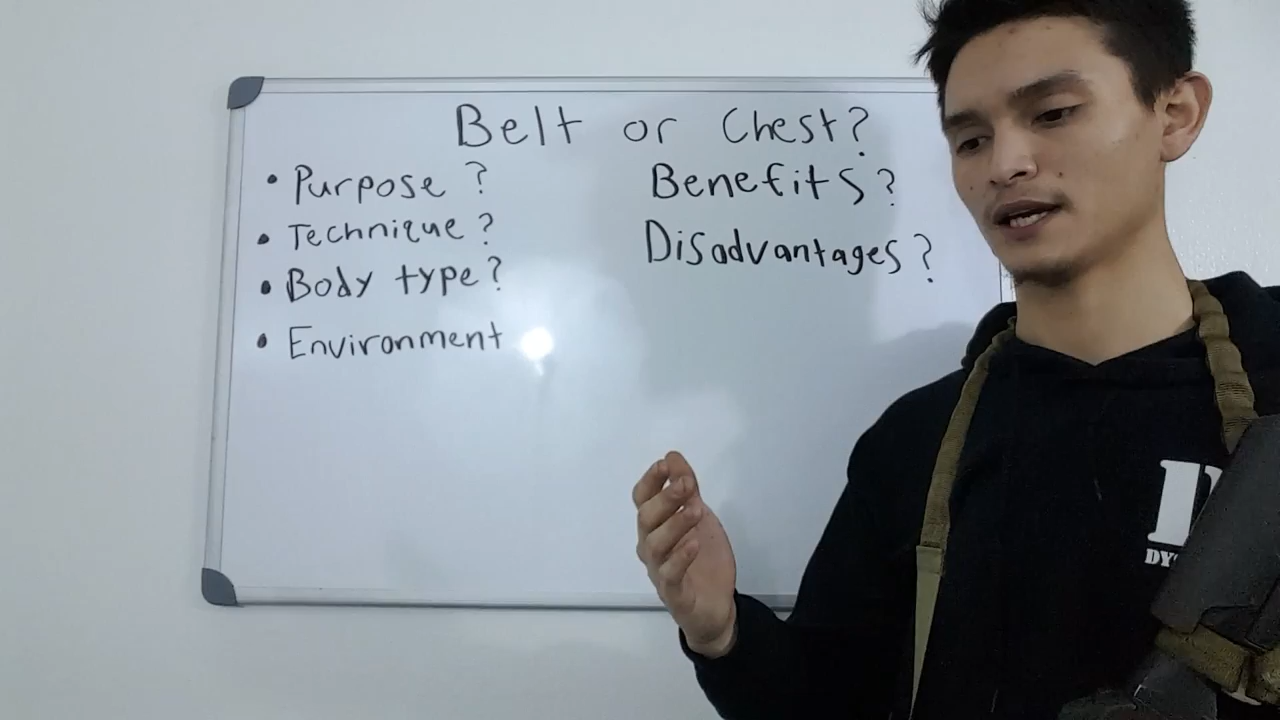 Belt or Chest?
• Purpose ?
• Technique ?
• Body type ?
• Environment
Benefits ?
Disadvantages ?